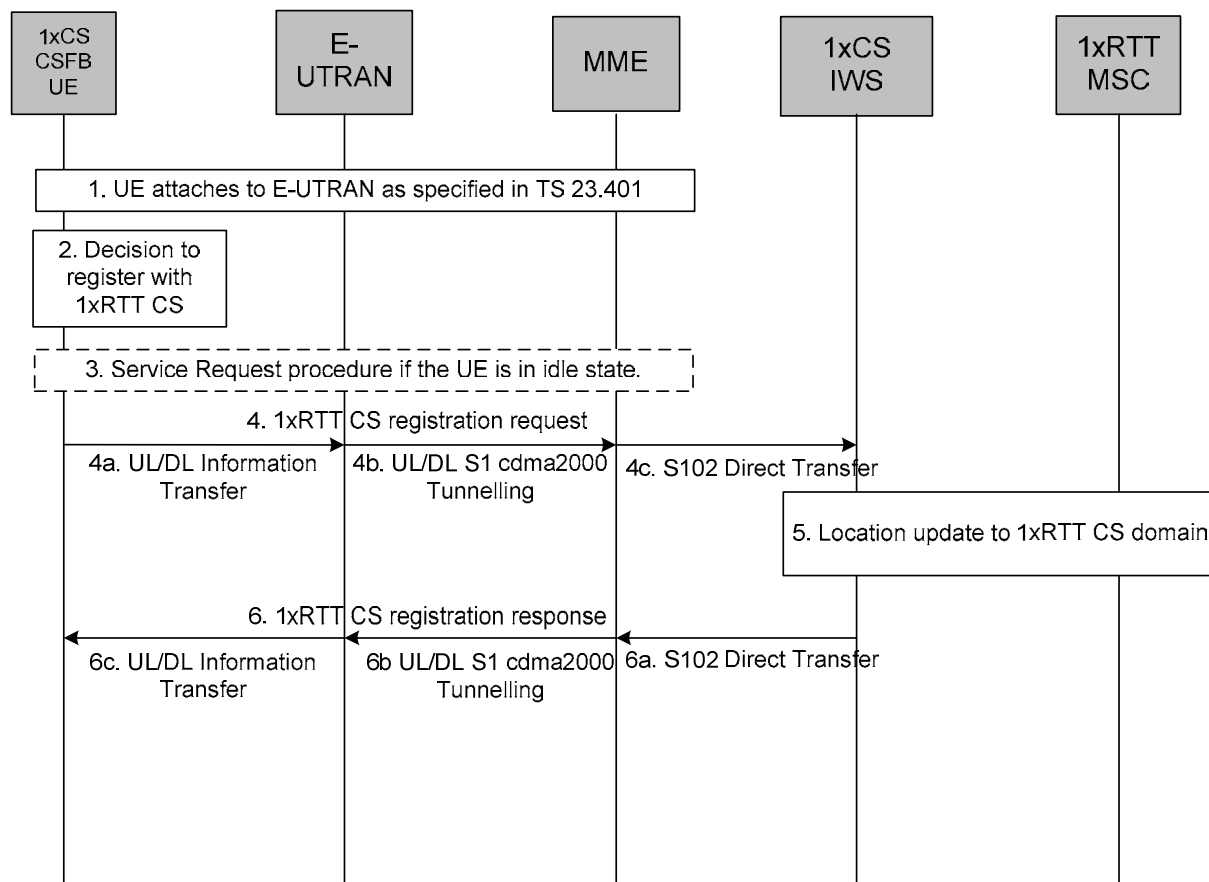 1xCS
CSFB
UE
E-
UTRAN
MME
1xCS
IWS
1xRTT
MSC
1. UE attaches to E-UTRAN as specified in TS 23.401
2. Decision to
register with
1xRTT CS
3. Service Request procedure if the UE is in idle state.
4. 1xRTT CS registration request
4a. UL/DL Information
Transfer
4b. UL/DL S1 cdma2000
Tunnelling
4c. S102 Direct Transfer
5. Location update to 1xRTT CS domain
6. 1xRTT CS registration response
6c. UL/DL Information
Transfer
6b UL/DL S1 cdma2000
Tunnelling
6a. S102 Direct Transfer